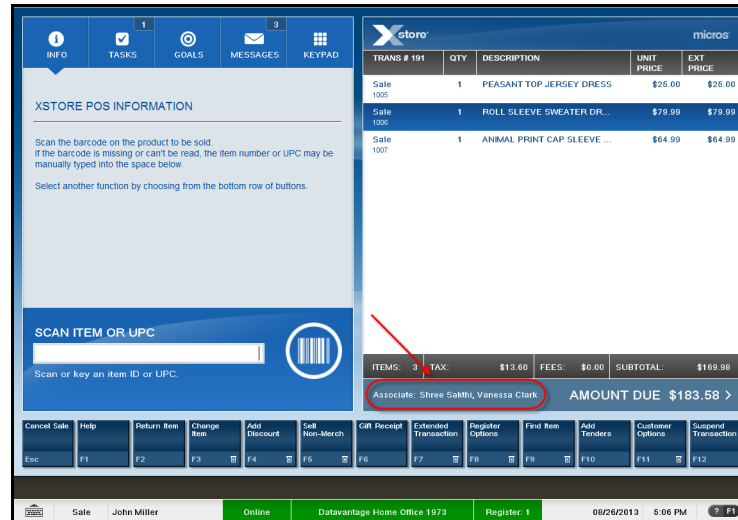 1
3
INFO
TASKS
GOALS
MESSAGES
KEYPAD
XSTORE POS INFORMATION
Scan the barcode on the product to be sold.
If the barcode is missing or can't be read, the item number or UPC may be
manually typed into the space below.
Select another function by choosing from the bottom row of buttons.
SCAN ITEM OR UPC
Scan or key an item ID or UPC.
Xstore
micros
TRANS # 191 QTY DESCRIPTION UNIT PRICE EXT PRICE
Sale 1 PEASANT TOP JERSEY DRESS $25.00 $25.00
1005
Sale 1 ROLL SLEEVE SWEATER DR... $79.99 $79.99
1006
Sale 1 ANIMAL PRINT CAP SLEEVE ... $64.99 $64.99
1007
ITEMS: 3 TAX: $13.60 FEES: $0.00 SUBTOTAL: $169.98
Associate: Shree Sakthi, Vanessa Clark AMOUNT DUE $183.58 >
Cancel Sale Esc
Help F1
Return Item F2
Change Item F3
Add Discount F4
Sell Non-Merch F5
Gift Receipt F6
Extended Transaction F7
Register Options F8
Find Item F9
Add Tenders F10
Customer Options F11
Suspend Transaction F12
Sale John Miller Online Datavantage Home Office 1973 Register: 1 08/26/2013 5:06 PM ? F1